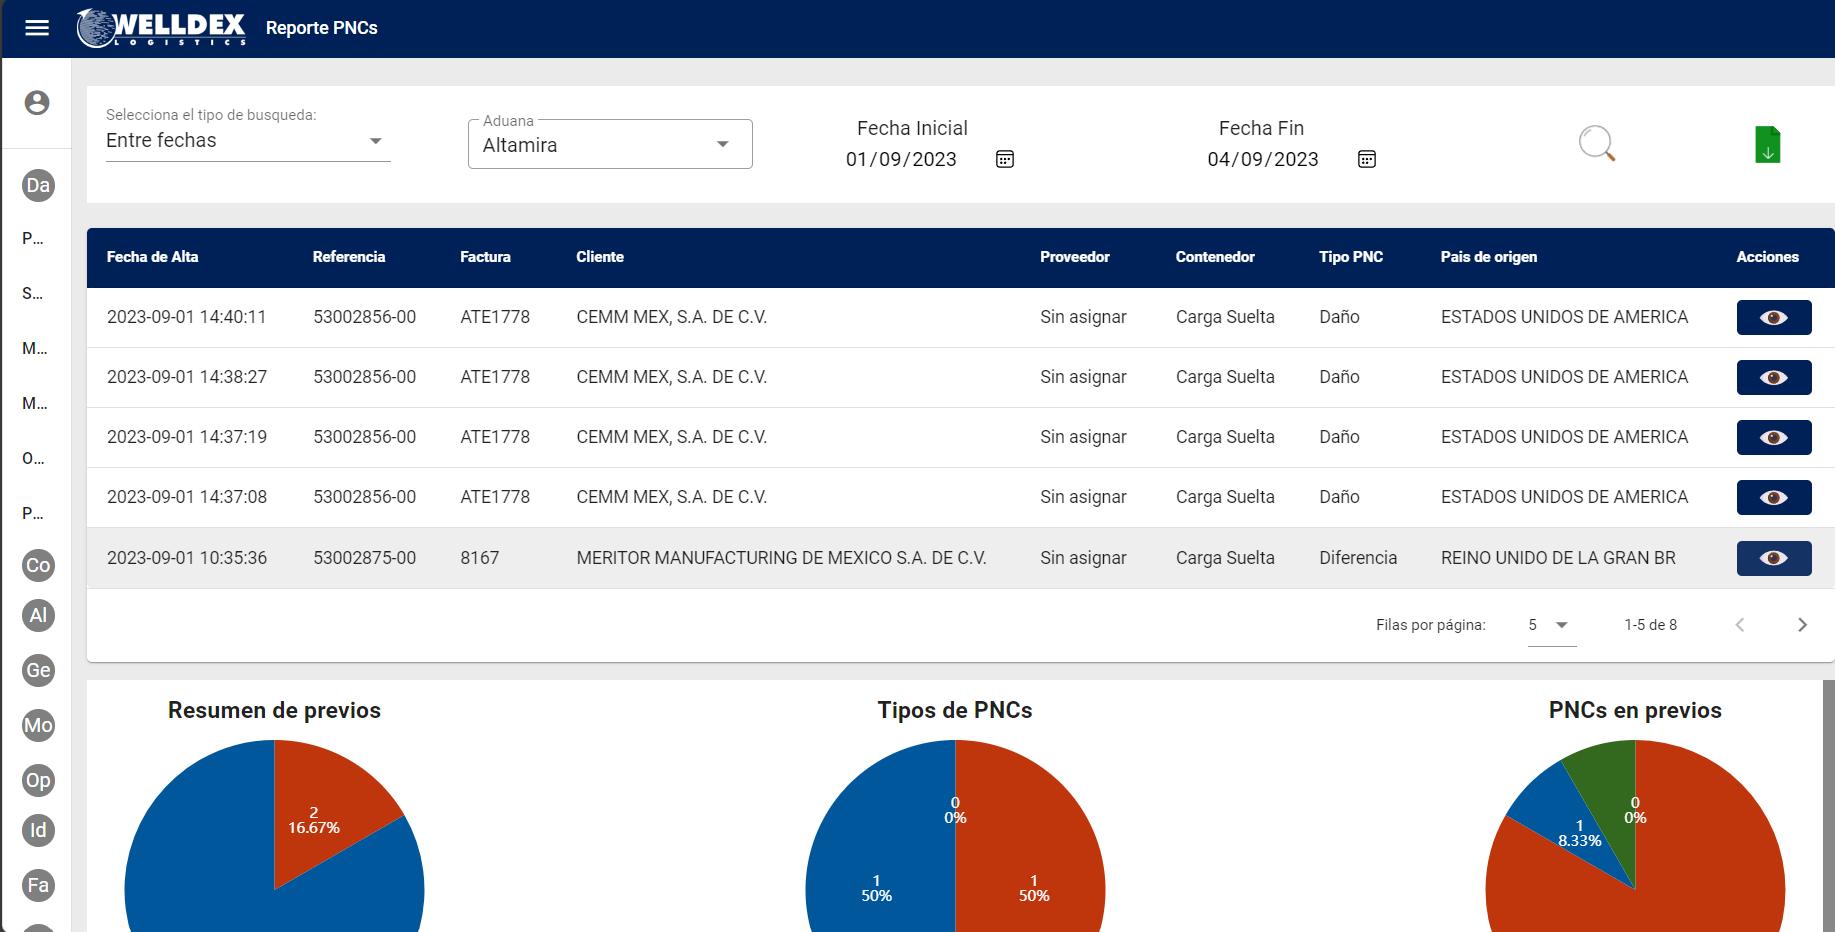 WELLDEX
LOGISTICS
Reporte PNCs
Selecciona el tipo de busqueda:
Entre fechas
Aduana
Altamira
Fecha Inicial
01/09/2023
Fecha Fin
04/09/2023
Da
P...
S...
M...
M...
O...
P...
Co
Al
Ge
Mo
Op
Id
Fa
Fecha de Alta Referencia Factura Cliente Proveedor Contenedor Tipo PNC Pais de origen Acciones
2023-09-01 14:40:11 53002856-00 ATE1778 CEMM MEX, S.A. DE C.V. Sin asignar Carga Suelta Daño ESTADOS UNIDOS DE AMERICA
2023-09-01 14:38:27 53002856-00 ATE1778 CEMM MEX, S.A. DE C.V. Sin asignar Carga Suelta Daño ESTADOS UNIDOS DE AMERICA
2023-09-01 14:37:19 53002856-00 ATE1778 CEMM MEX, S.A. DE C.V. Sin asignar Carga Suelta Daño ESTADOS UNIDOS DE AMERICA
2023-09-01 14:37:08 53002856-00 ATE1778 CEMM MEX, S.A. DE C.V. Sin asignar Carga Suelta Daño ESTADOS UNIDOS DE AMERICA
2023-09-01 10:35:36 53002875-00 8167 MERITOR MANUFACTURING DE MEXICO S.A. DE C.V. Sin asignar Carga Suelta Diferencia REINO UNIDO DE LA GRAN BR
Filas por página: 5 1-5 de 8
Resumen de previos
2
16.67%
Tipos de PNCs
0
0%
1
50%
1
50%
PNCs en previos
0
0%
1
8.33%